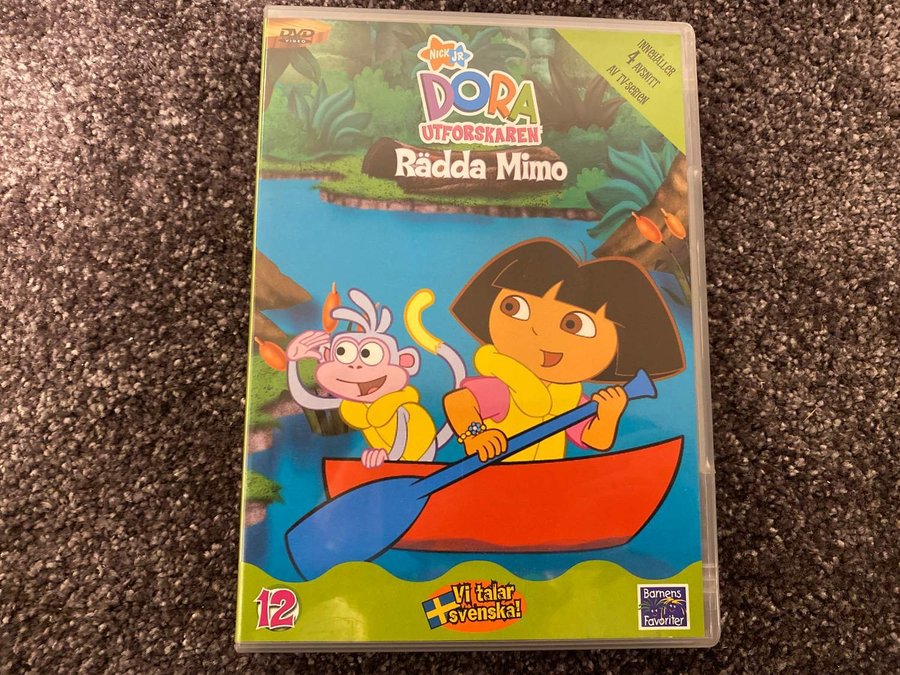 DVD
VIDEO
NICK JR
DORA
UTFORSKAREN
Rädda Mimo
INNEHÅLLER
4 AVSNITT
AV TV-SERIEN
12
Vi talar
svenska!
Barnens
Favoriter